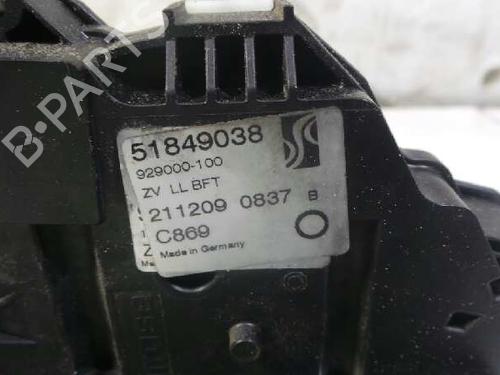 51849038
929000-100
ZV LL BFT
211209 0837 B
C869
Made in Germany
B-PARTS